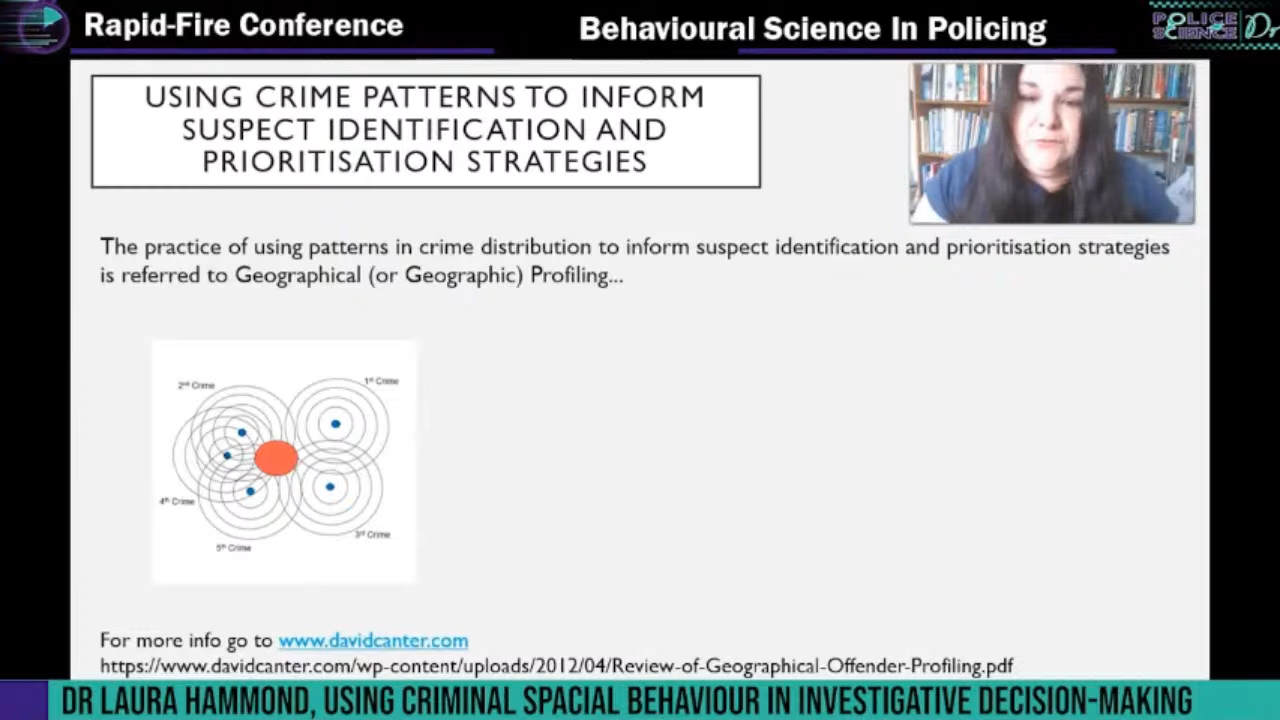 Rapid-Fire Conference
Behavioural Science In Policing
POLICE
SCIENCE Dr
USING CRIME PATTERNS TO INFORM
SUSPECT IDENTIFICATION AND
PRIORITISATION STRATEGIES
The practice of using patterns in crime distribution to inform suspect identification and prioritisation strategies
is referred to Geographical (or Geographic) Profiling...
2nd Crime
1st Crime
4th Crime
3rd Crime
5th Crime
For more info go to www.davidcanter.com
https://www.davidcanter.com/wp-content/uploads/2012/04/Review-of-Geographical-Offender-Profiling.pdf
DR LAURA HAMMOND, USING CRIMINAL SPACIAL BEHAVIOUR IN INVESTIGATIVE DECISION-MAKING